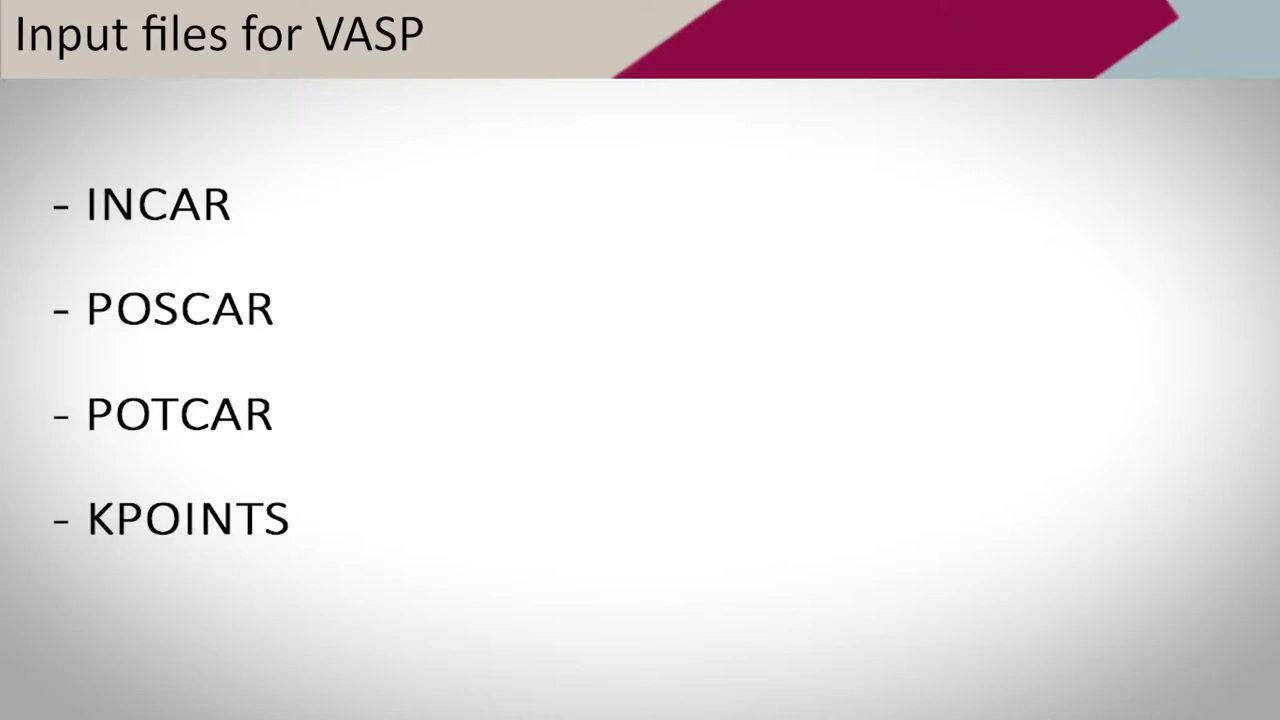 Input files for VASP
- INCAR
- POSCAR
- POTCAR
- KPOINTS